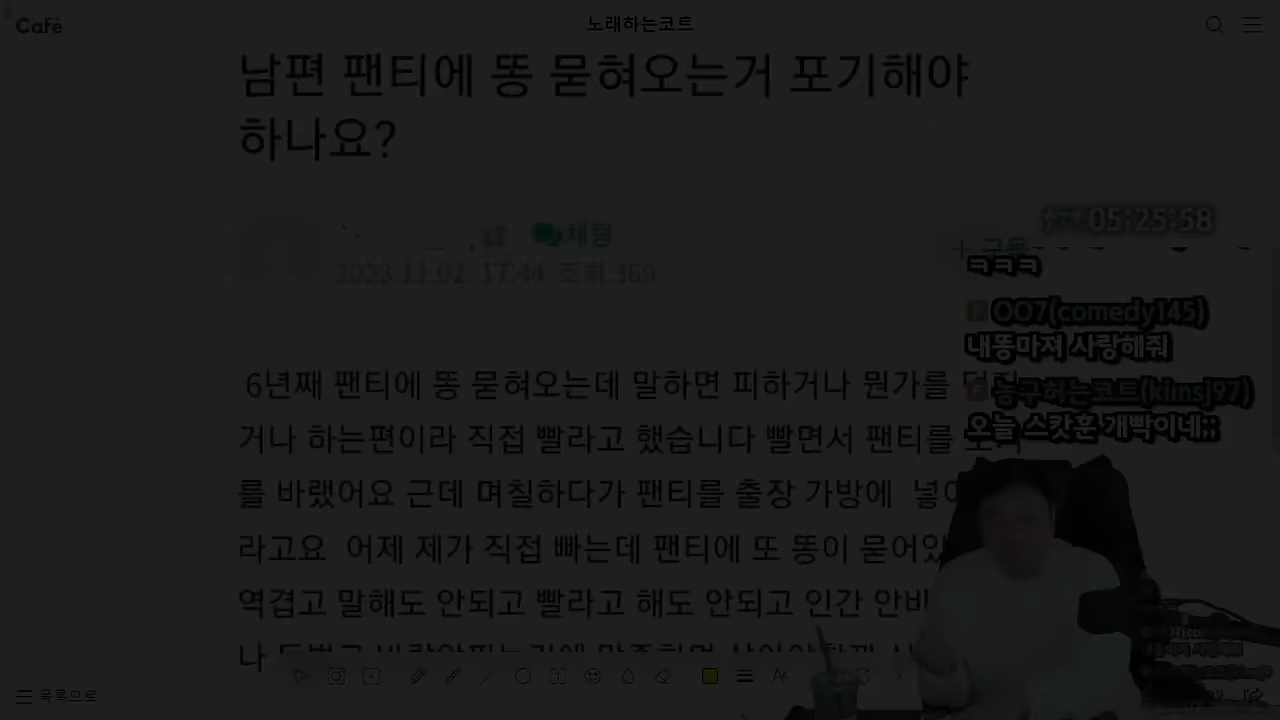 Café
노래하는코트
남편 팬티에 똥 묻혀오는거 포기해야
하나요?
채팅
2023.11.02. 17:44 조회 369
+ 구독
05:25:58
ㅋㅋㅋ
OO7(comedy145)
내똥마져 사랑해줘
농구허는코트(kimsj97)
오늘 스캇훈 개빡이네;;
6년째 팬티에 똥 묻혀오는데 말하면 피하거나 뭔가를
거나 하는편이라 직접 빨라고 했습니다 빨면서 팬티를
를 바랬어요 근데 며칠하다가 팬티를 출장 가방에
라고요 어제 제가 직접 빠는데 팬티에 또 똥이 묻어있
역겹고 말해도 안되고 빨라고 해도 안되고 인간 안
나
목록으로